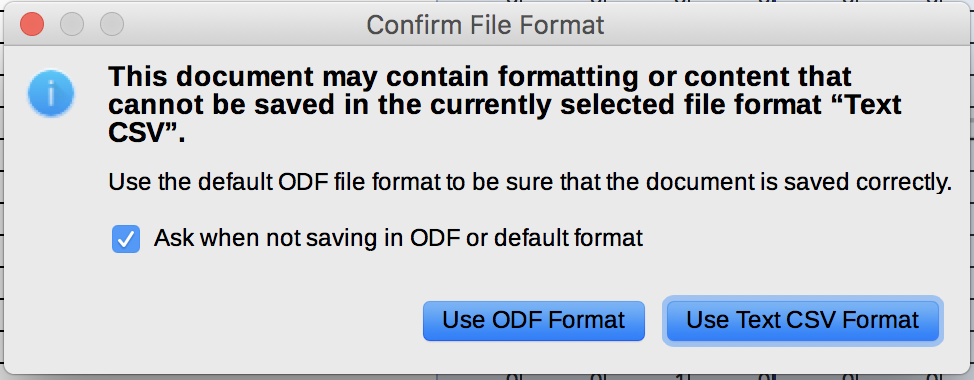 Confirm File Format
This document may contain formatting or content that
cannot be saved in the currently selected file format “Text
CSV”.
Use the default ODF file format to be sure that the document is saved correctly.
Ask when not saving in ODF or default format
Use ODF Format
Use Text CSV Format